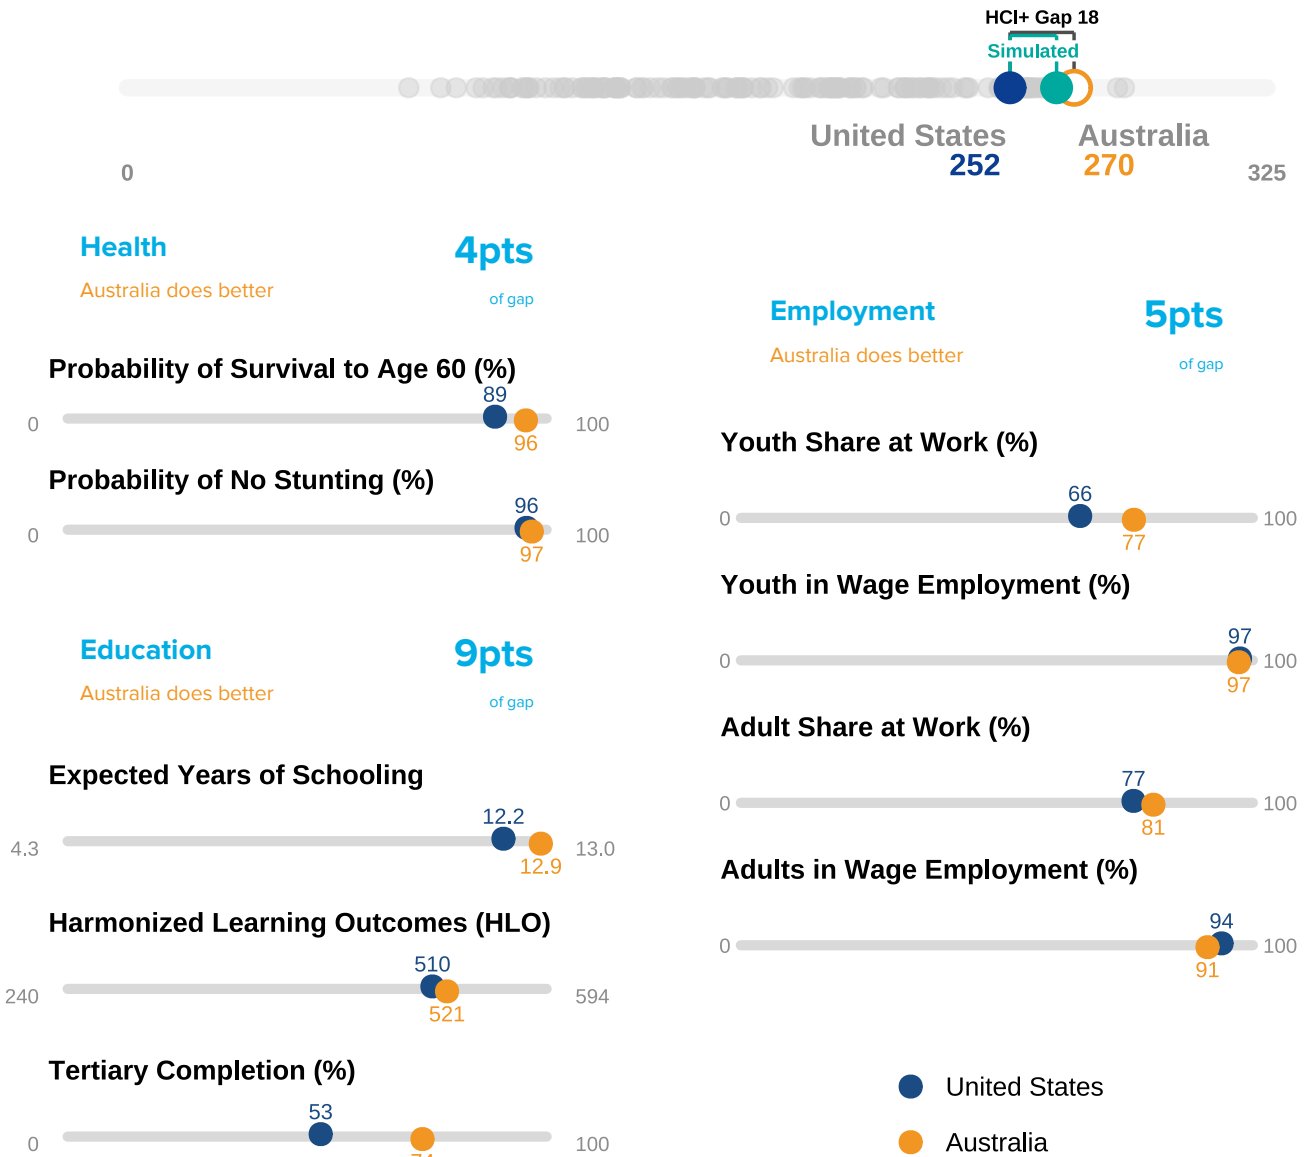 HCI+ Gap 18
Simulated
United States
252
Australia
270
0
325
Health
4pts
Australia does better
of gap
Probability of Survival to Age 60 (%)
89
0
100
96
Probability of No Stunting (%)
96
0
100
97
Education
9pts
Australia does better
of gap
Expected Years of Schooling
12.2
4.3
13.0
12.9
Harmonized Learning Outcomes (HLO)
510
240
594
521
Tertiary Completion (%)
53
0
100
Employment
5pts
Australia does better
of gap
Youth Share at Work (%)
66
0
100
77
Youth in Wage Employment (%)
97
0
100
97
Adult Share at Work (%)
77
0
100
81
Adults in Wage Employment (%)
94
0
100
91
United States
Australia